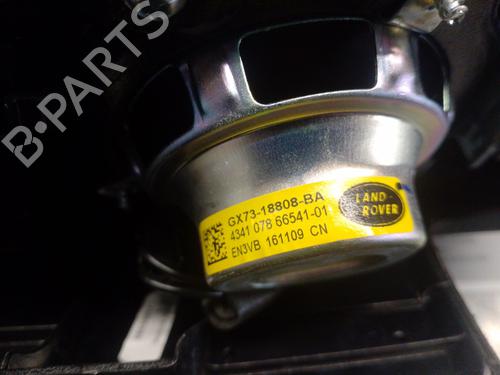 B-PARTS
GX73-18808-BA
4341 078 66541-01
EN3VB 161109 CN
LAND-
ROVER